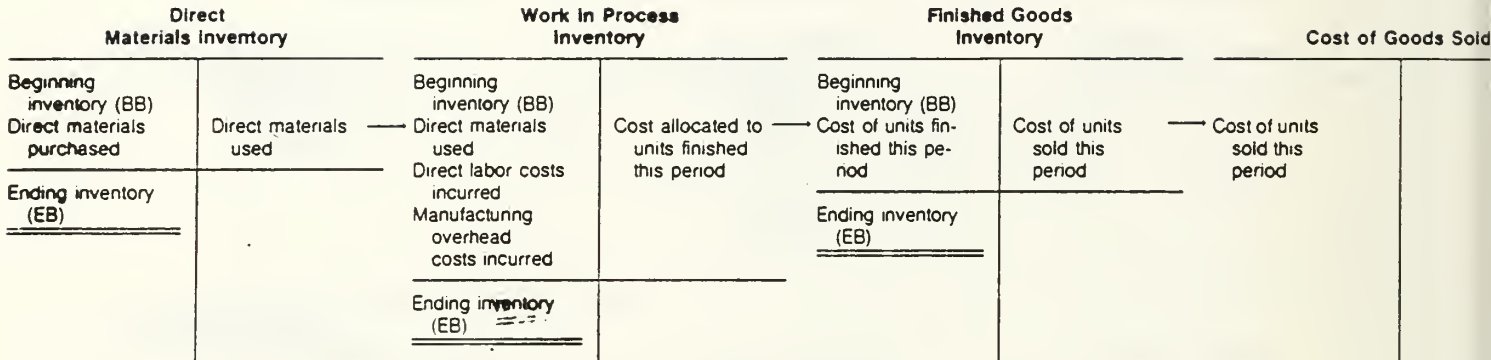 Direct
Materials Inventory
Beginning
inventory (BB)
Direct materials
purchased
Direct materials
used
Ending inventory
(EB)
Work in Process
Inventory
Beginning
inventory (BB)
Direct materials
used
Direct labor costs
incurred
Manufacturing
overhead
costs incurred
Cost allocated to
units finished
this period
Ending inventory
(EB)
Finished Goods
Inventory
Beginning
inventory (BB)
Cost of units fin-
ished this pe-
riod
Cost of units
sold this
period
Ending inventory
(EB)
Cost of Goods Sold
Cost of units
sold this
period